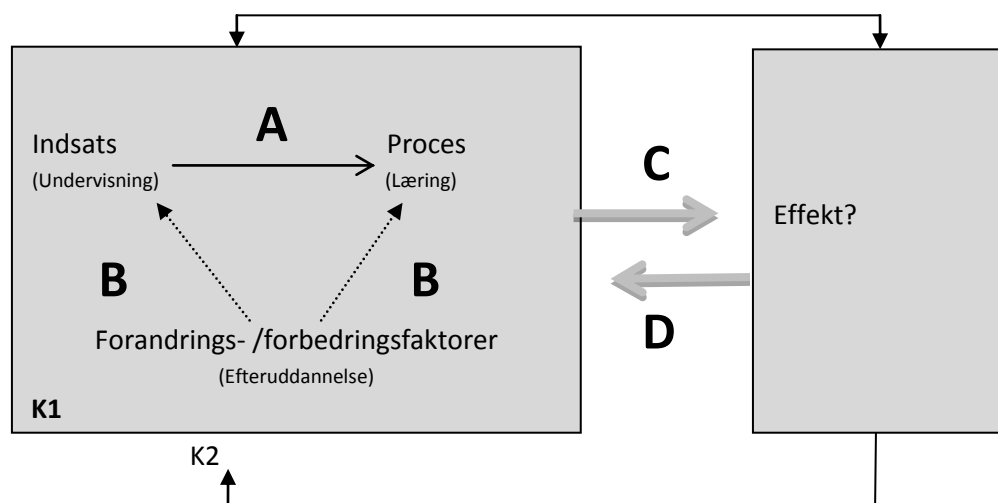 A
Indsats
Proces
(Undervisning)
(Læring)
C
Effekt?
B
B
D
Forandrings- /forbedringsfaktorer
(Efteruddannelse)
K1
K2